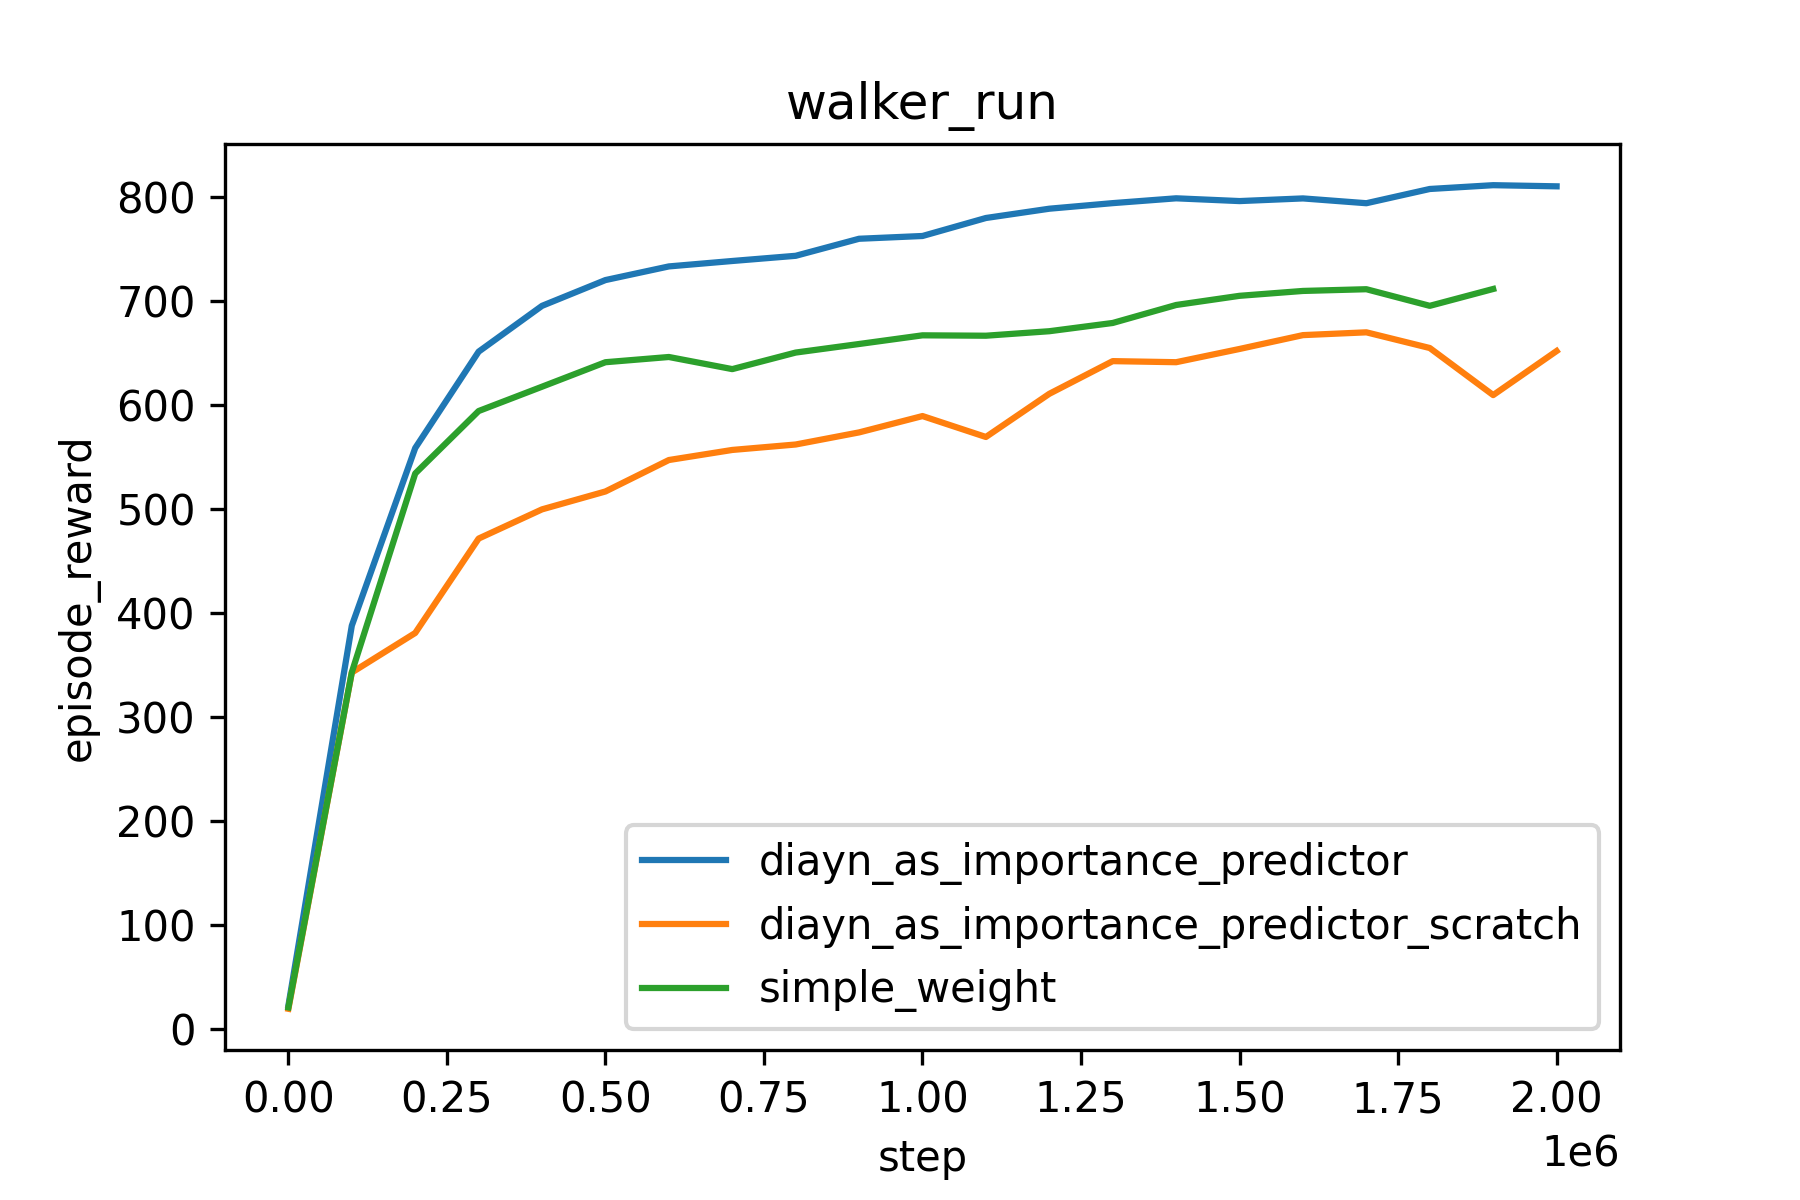 walker_run
episode_reward
800
700
600
500
400
300
200
100
0
diayn_as_importance_predictor
diayn_as_importance_predictor_scratch
simple_weight
0.00 0.25 0.50 0.75 1.00 1.25 1.50 1.75 2.00
1e6
step